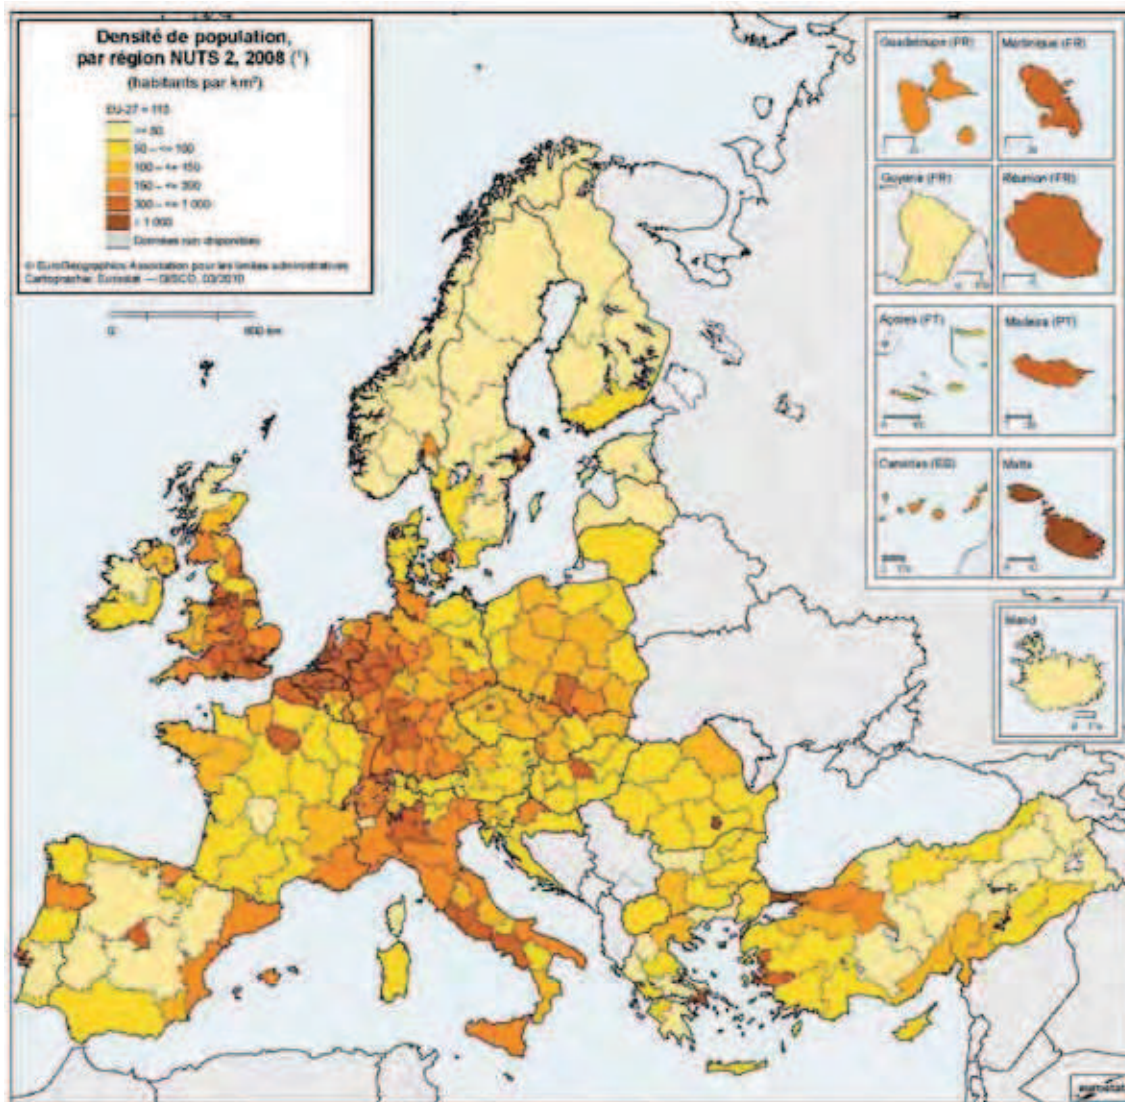 Densité de population,
par région NUTS 2, 2008 (¹)
(habitants par km²)
EU-27 = 113
<= 50
50 – <= 100
100 – <= 150
150 – <= 300
300 – <= 1 000
> 1 000
Données non disponibles
© EuroGeographics Association pour les limites administratives
Cartographie: Eurostat — GISCO, 03/2010
0 600 km
Guadeloupe (FR)
Martinique (FR)
Guyane (FR)
Réunion (FR)
Açores (PT)
Madeira (PT)
Canarias (ES)
Malta
Ísland
eurostat